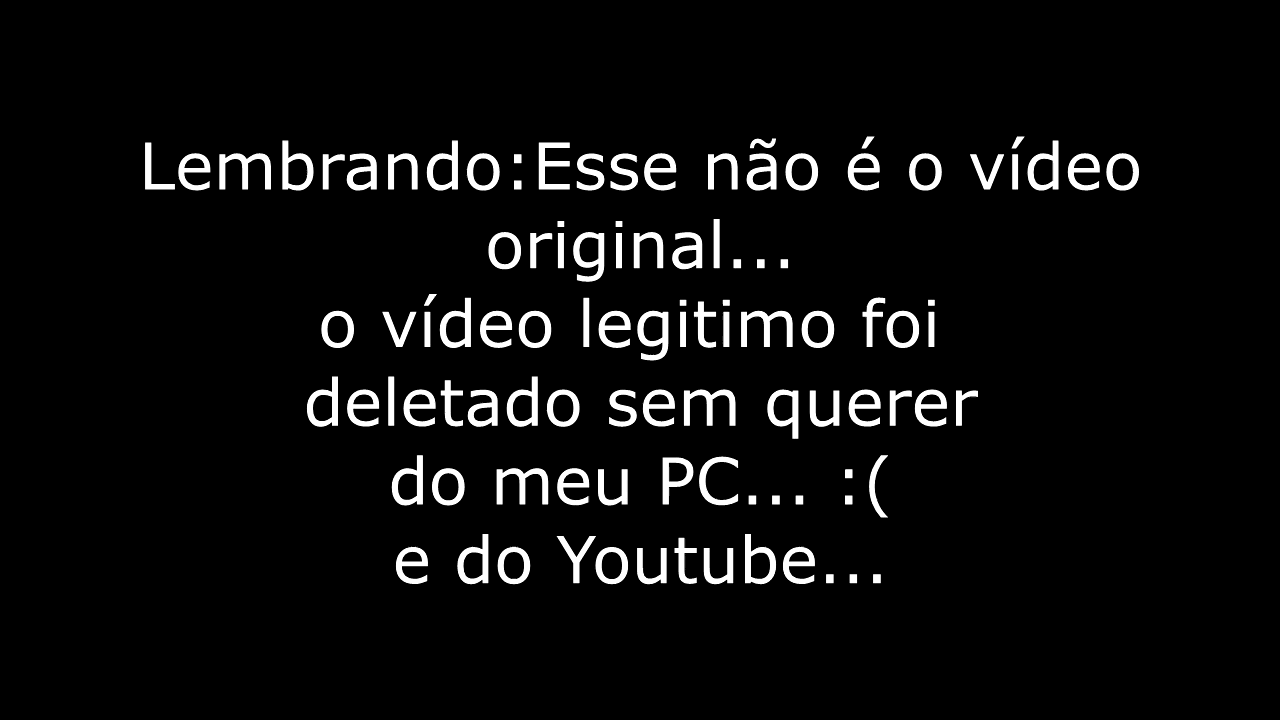 Lembrando:Esse não é o vídeo
original...
o vídeo legitimo foi
deletado sem querer
do meu PC... :(
e do Youtube...